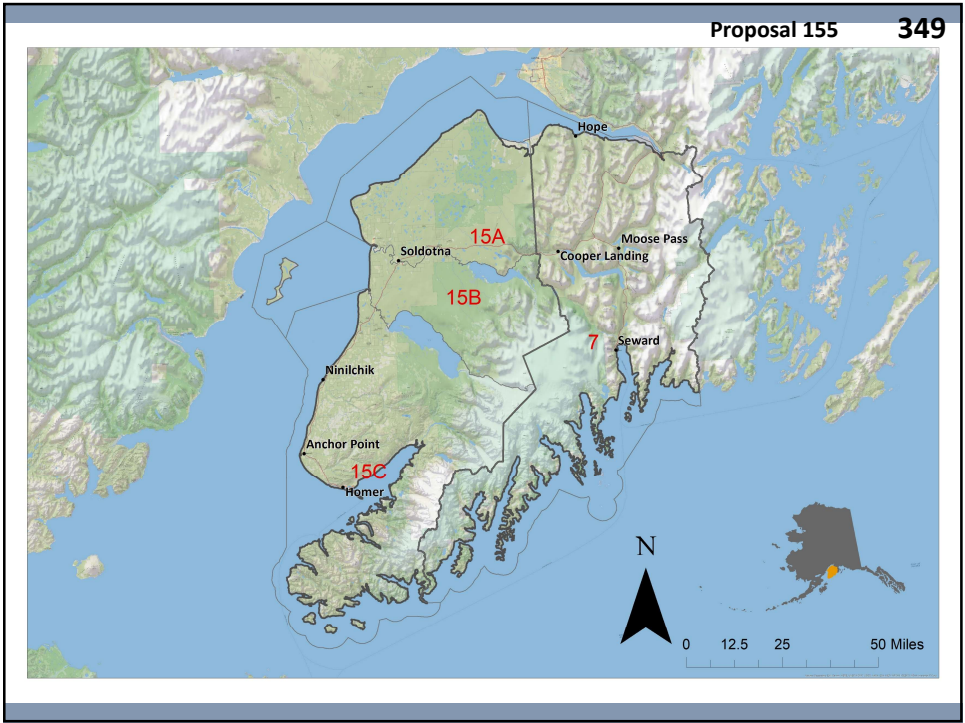 Proposal 155 349
Hope
15A
Moose Pass
Soldotna
Cooper Landing
15B
7
Seward
Ninilchik
Anchor Point
15C
Homer
N
0 12.5 25 50 Miles